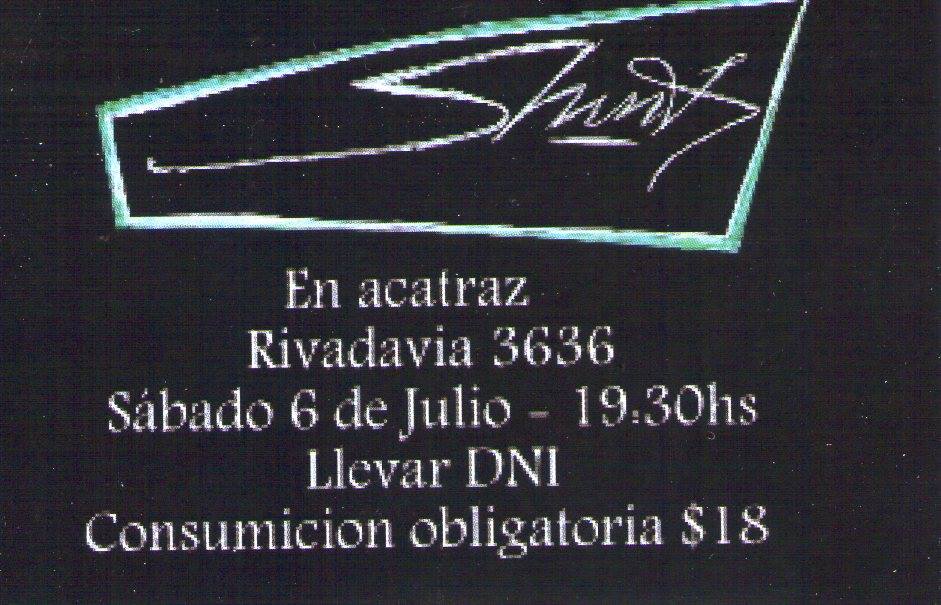 En acatraz
Rivadavia 3636
Sábado 6 de Julio - 19:30hs
Llevar DNI
Consumicion obligatoria $18